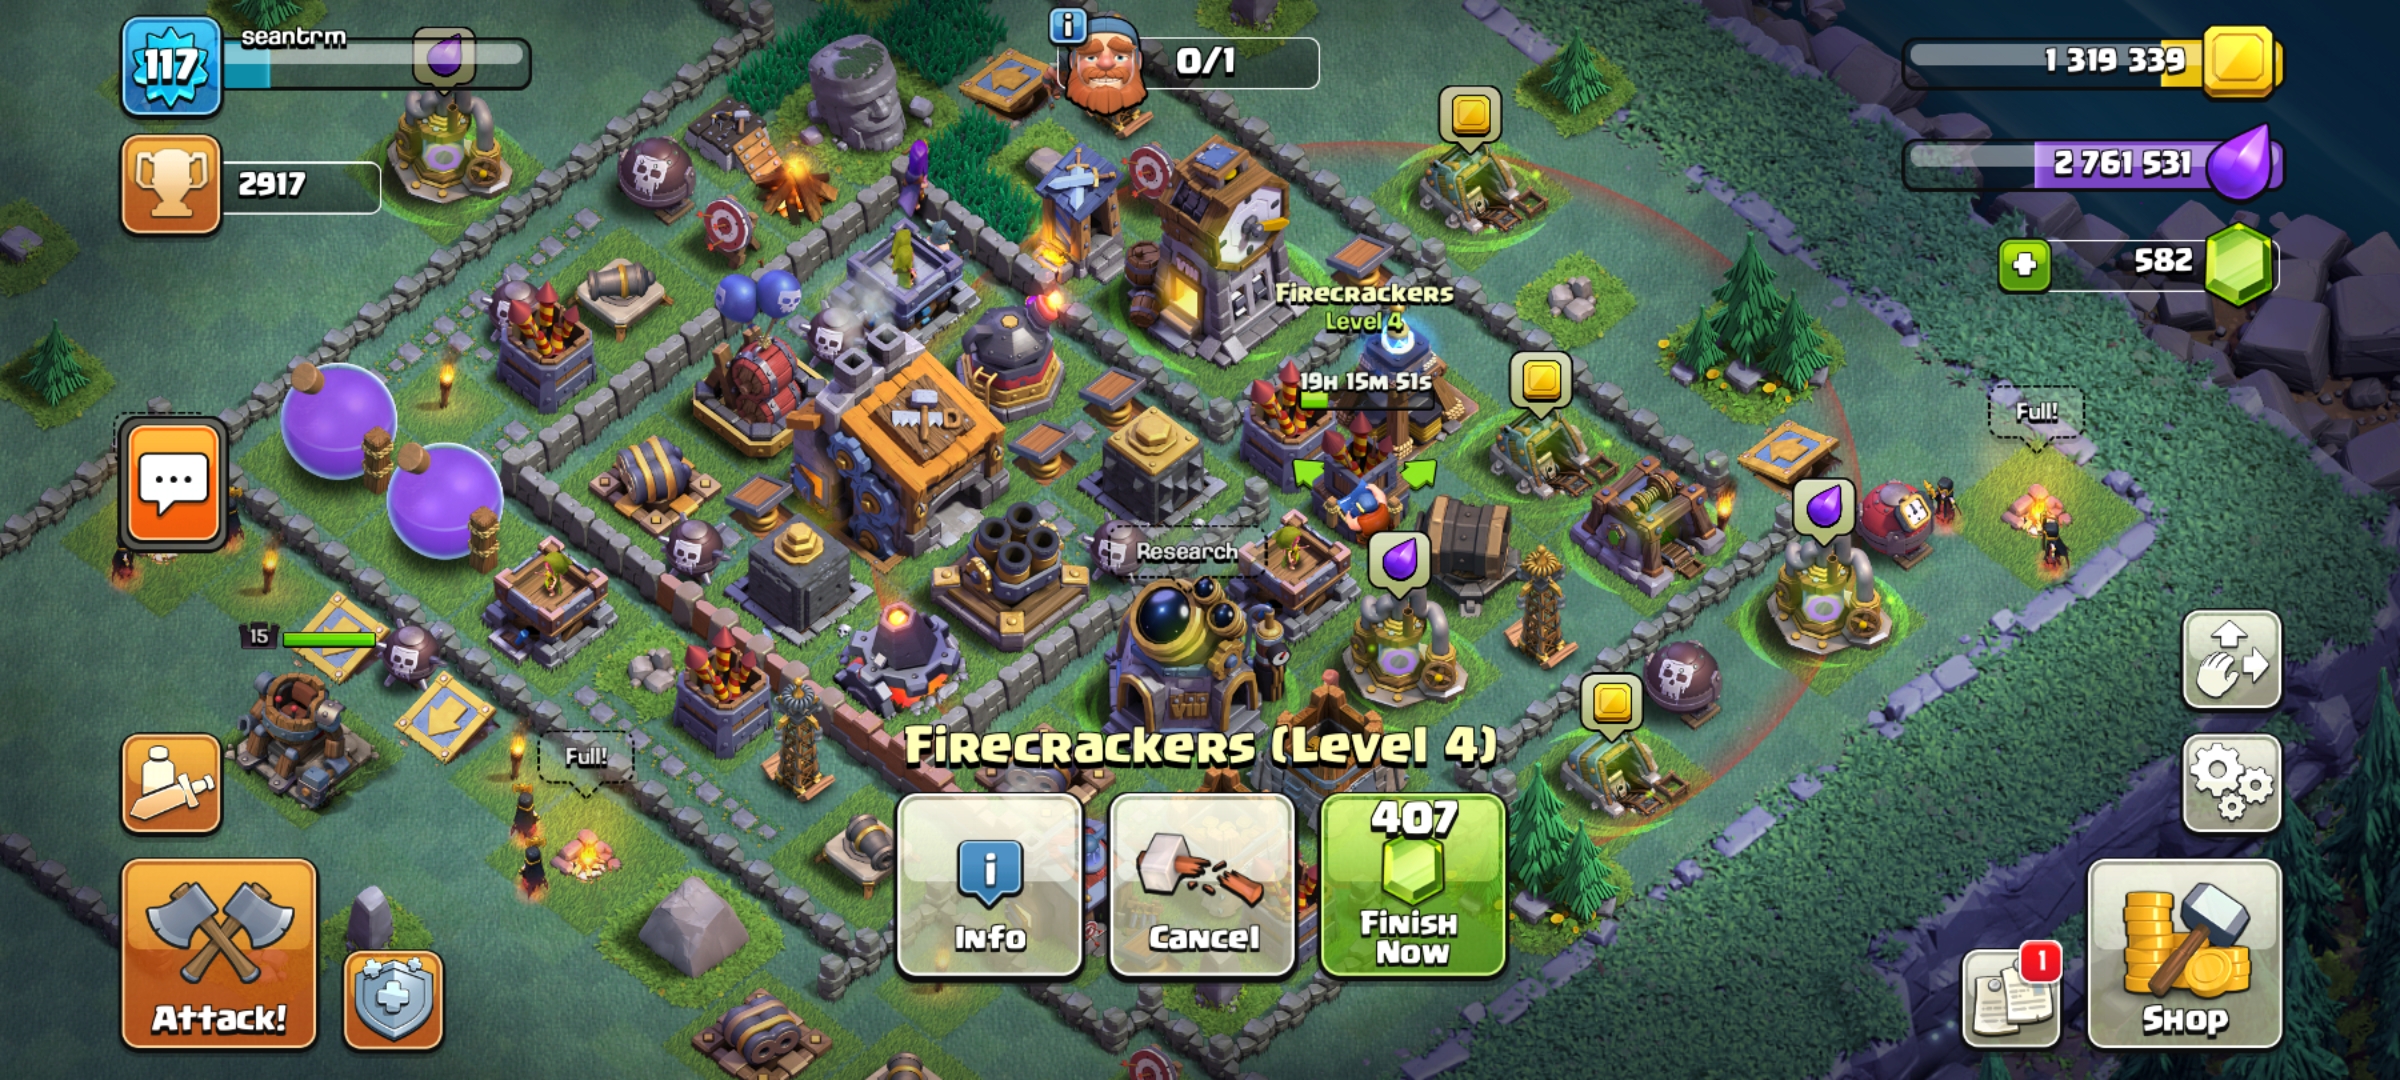 117
seantrm
0/1
1 319 339
2917
2 761 531
582
Firecrackers
Level 4
19H 15M 51s
Full!
Research
15
VIII
Full!
Firecrackers (Level 4)
407
Info
Cancel
Finish
Now
Attack!
1
Shop